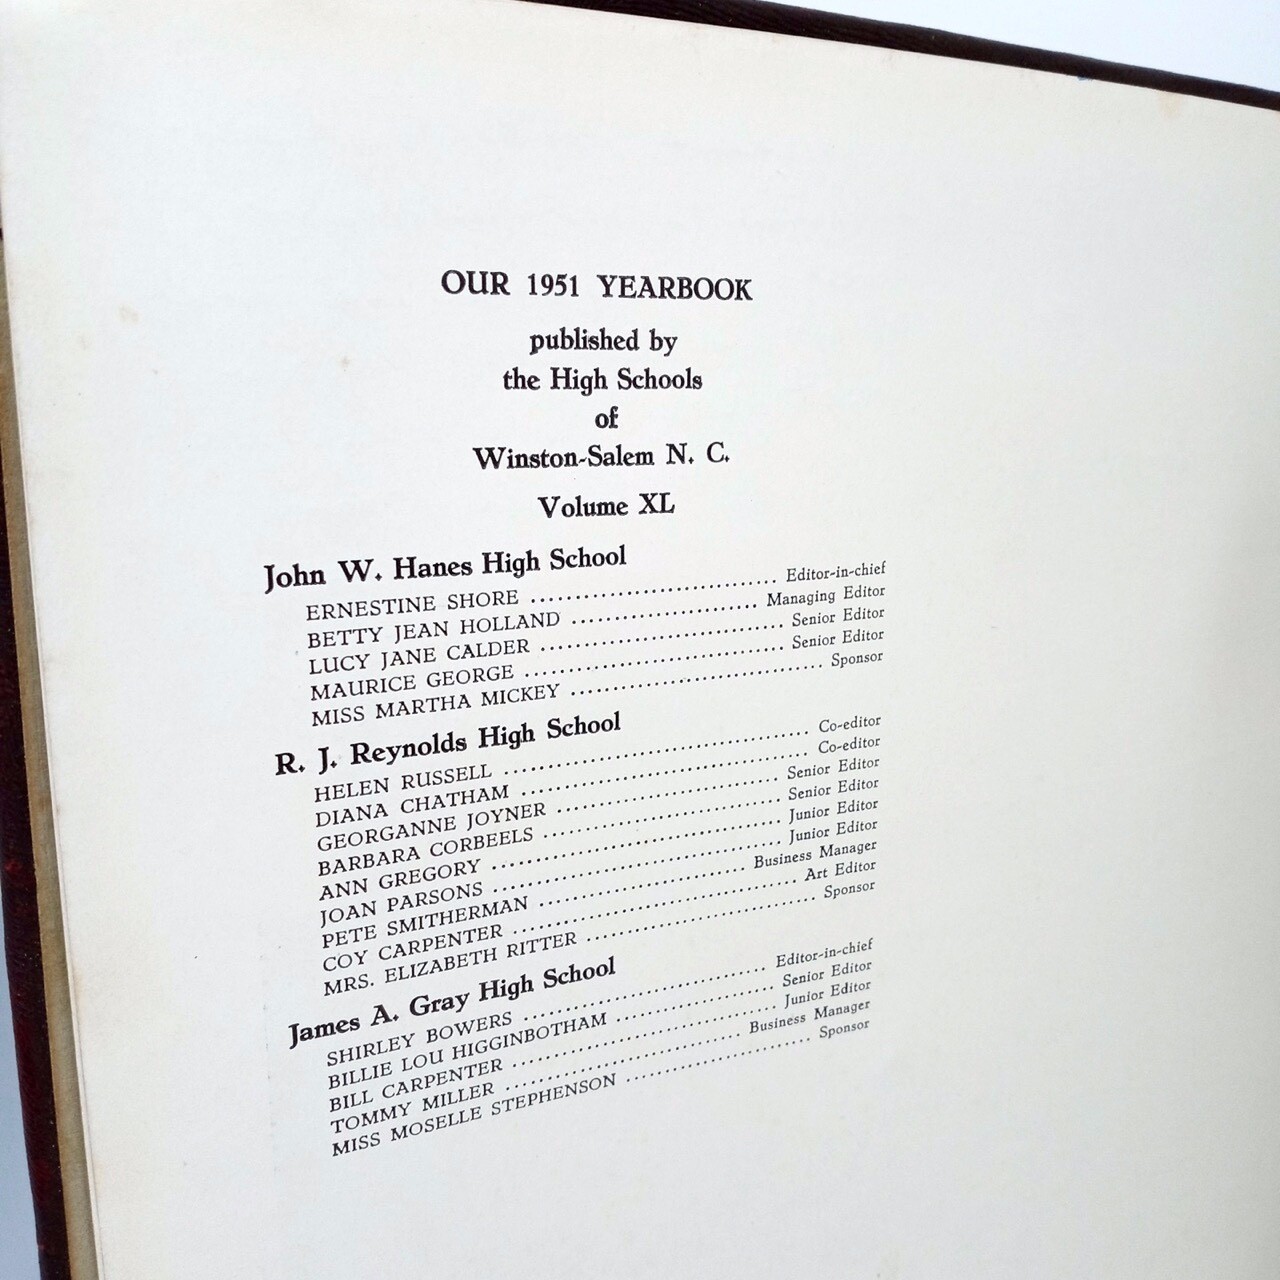 OUR 1951 YEARBOOK
published by
the High Schools
of
Winston-Salem N. C.
Volume XL
John W. Hanes High School
ERNESTINE SHORE ........................... Editor-in-chief
BETTY JEAN HOLLAND ........................ Managing Editor
LUCY JANE CALDER ........................... Senior Editor
MAURICE GEORGE ............................ Senior Editor
MISS MARTHA MICKEY ........................... Sponsor
R. J. Reynolds High School
HELEN RUSSELL ................................. Co-editor
DIANA CHATHAM .............................. Co-editor
GEORGANNE JOYNER ........................ Senior Editor
BARBARA CORBEELS ......................... Senior Editor
ANN GREGORY ............................... Junior Editor
JOAN PARSONS ............................... Junior Editor
PETE SMITHERMAN ...................... Business Manager
COY CARPENTER .............................. Art Editor
MRS. ELIZABETH RITTER ........................ Sponsor
James A. Gray High School
SHIRLEY BOWERS .......................... Editor-in-chief
BILLIE LOU HIGGINBOTHAM ................. Senior Editor
BILL CARPENTER ............................ Junior Editor
TOMMY MILLER ......................... Business Manager
MISS MOSELLE STEPHENSON ................... Sponsor